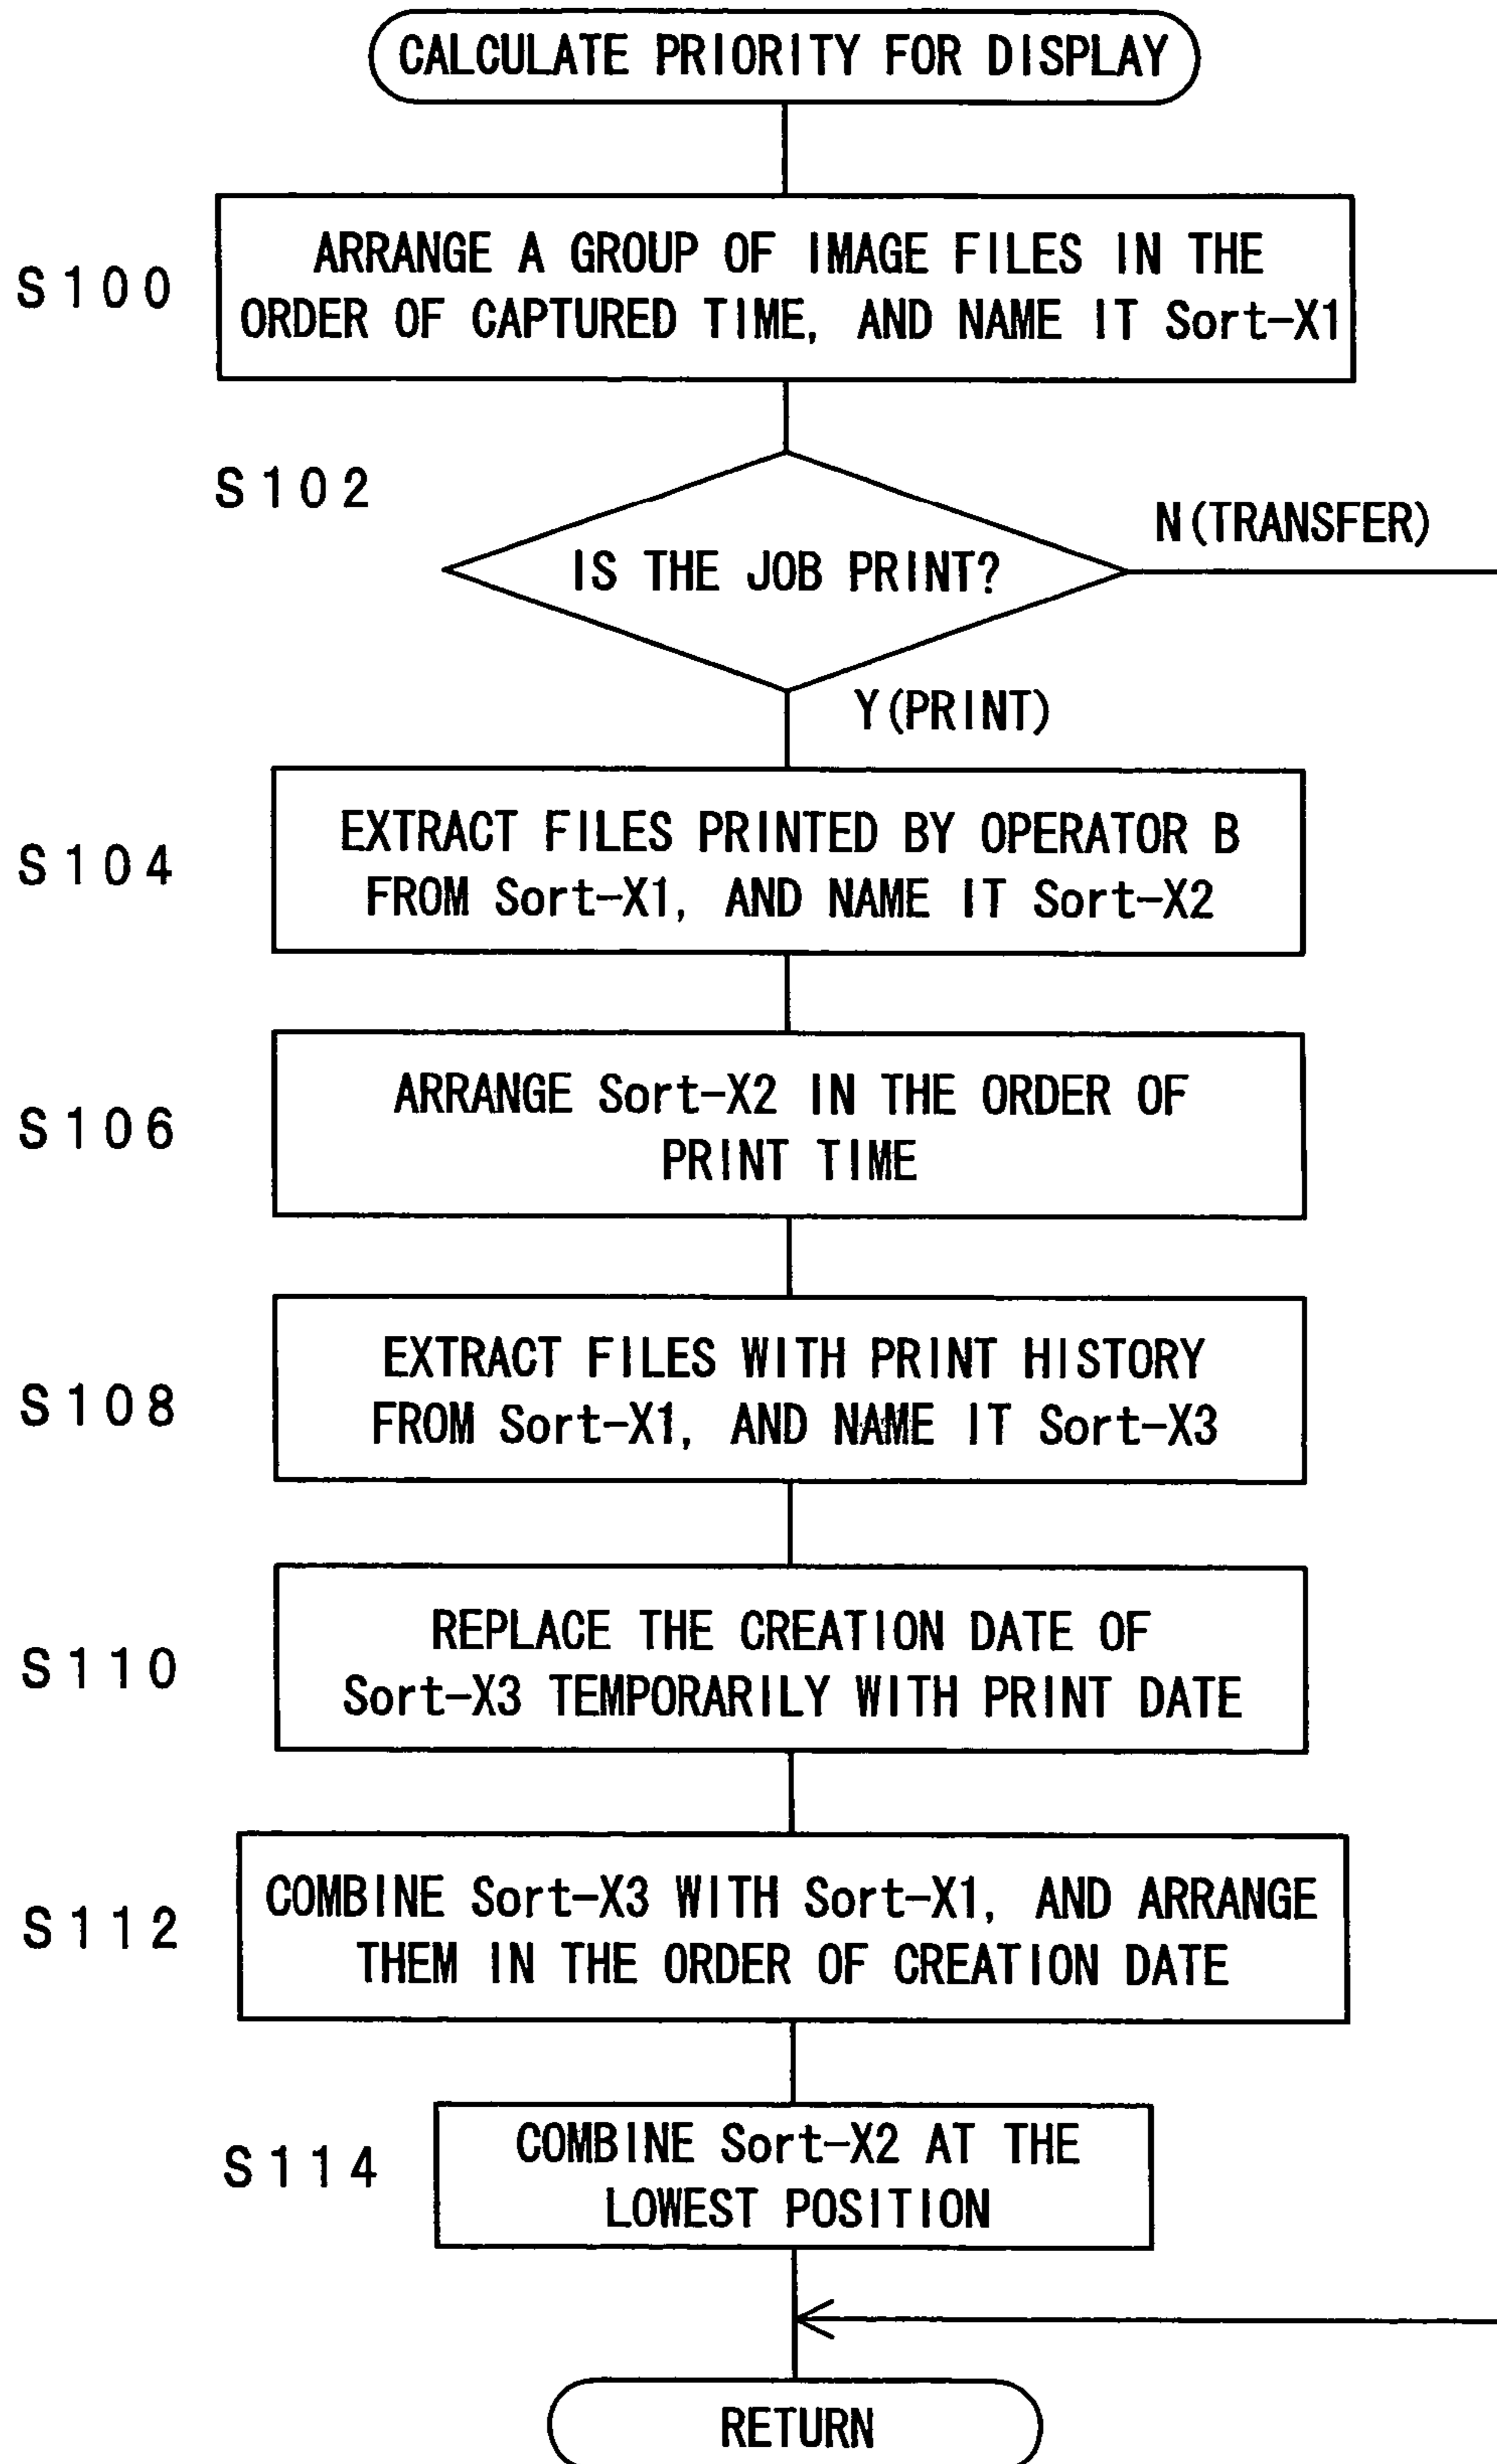 CALCULATE PRIORITY FOR DISPLAY
S100
ARRANGE A GROUP OF IMAGE FILES IN THE
ORDER OF CAPTURED TIME, AND NAME IT Sort-X1
S102
N(TRANSFER)
IS THE JOB PRINT?
Y(PRINT)
S104
EXTRACT FILES PRINTED BY OPERATOR B
FROM Sort-X1, AND NAME IT Sort-X2
S106
ARRANGE Sort-X2 IN THE ORDER OF
PRINT TIME
S108
EXTRACT FILES WITH PRINT HISTORY
FROM Sort-X1, AND NAME IT Sort-X3
S110
REPLACE THE CREATION DATE OF
Sort-X3 TEMPORARILY WITH PRINT DATE
S112
COMBINE Sort-X3 WITH Sort-X1, AND ARRANGE
THEM IN THE ORDER OF CREATION DATE
S114
COMBINE Sort-X2 AT THE
LOWEST POSITION
RETURN